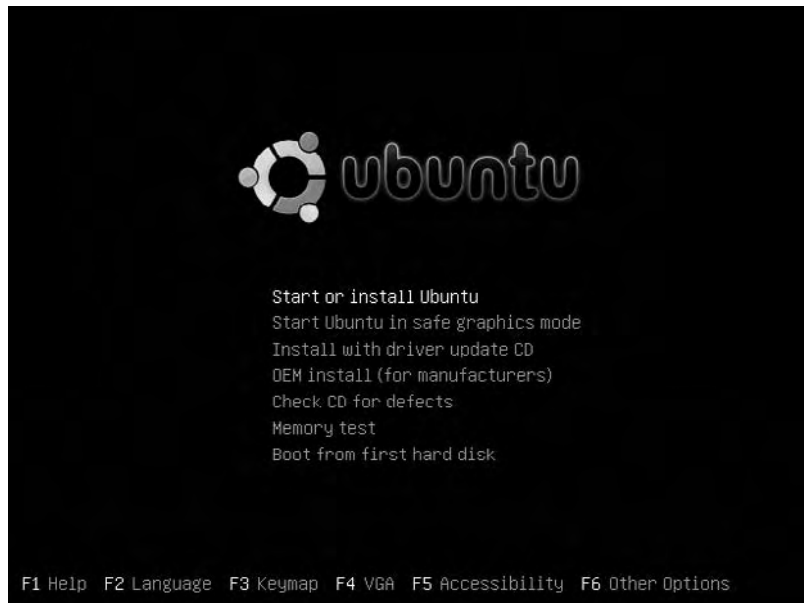 ubuntu
Start or install Ubuntu
Start Ubuntu in safe graphics mode
Install with driver update CD
OEM install (for manufacturers)
Check CD for defects
Memory test
Boot from first hard disk
F1 Help F2 Language F3 Keymap F4 VGA F5 Accessibility F6 Other Options